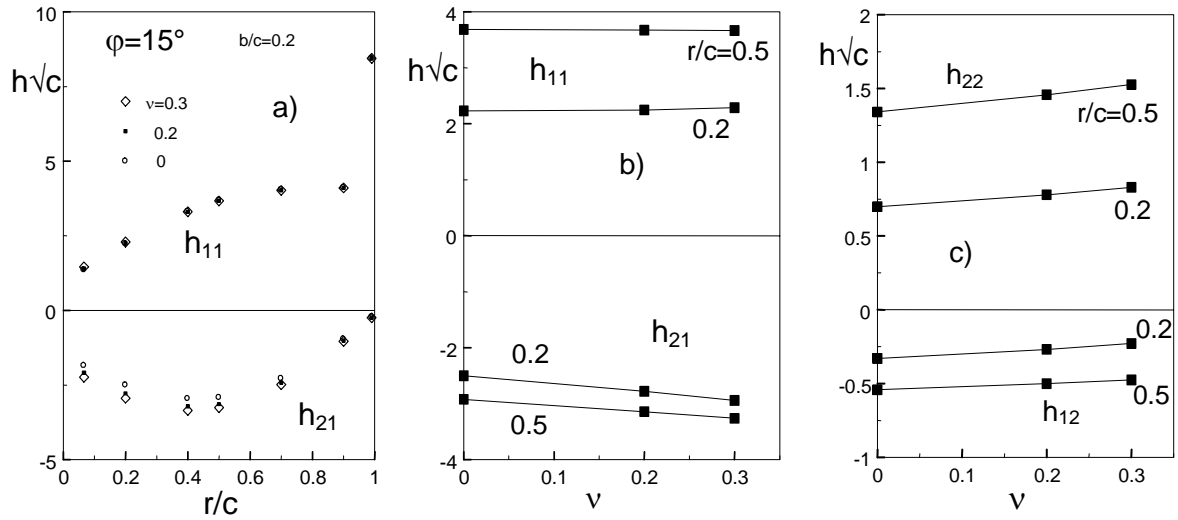 10
φ=15°
b/c=0.2
h√c
ν=0.3
0.2
0
a)
5
h₁₁
0
h₂₁
-5
0 0.2 0.4 0.6 0.8 1
r/c
4
r/c=0.5
h√c
h₁₁
2
0.2
b)
0
h₂₁
-2
0.2
0.5
-4
0 0.1 0.2 0.3
ν
2
h√c
h₂₂
1.5
r/c=0.5
1
0.2
0.5
c)
0
0.2
-0.5
0.5
h₁₂
-1
0 0.1 0.2 0.3
ν